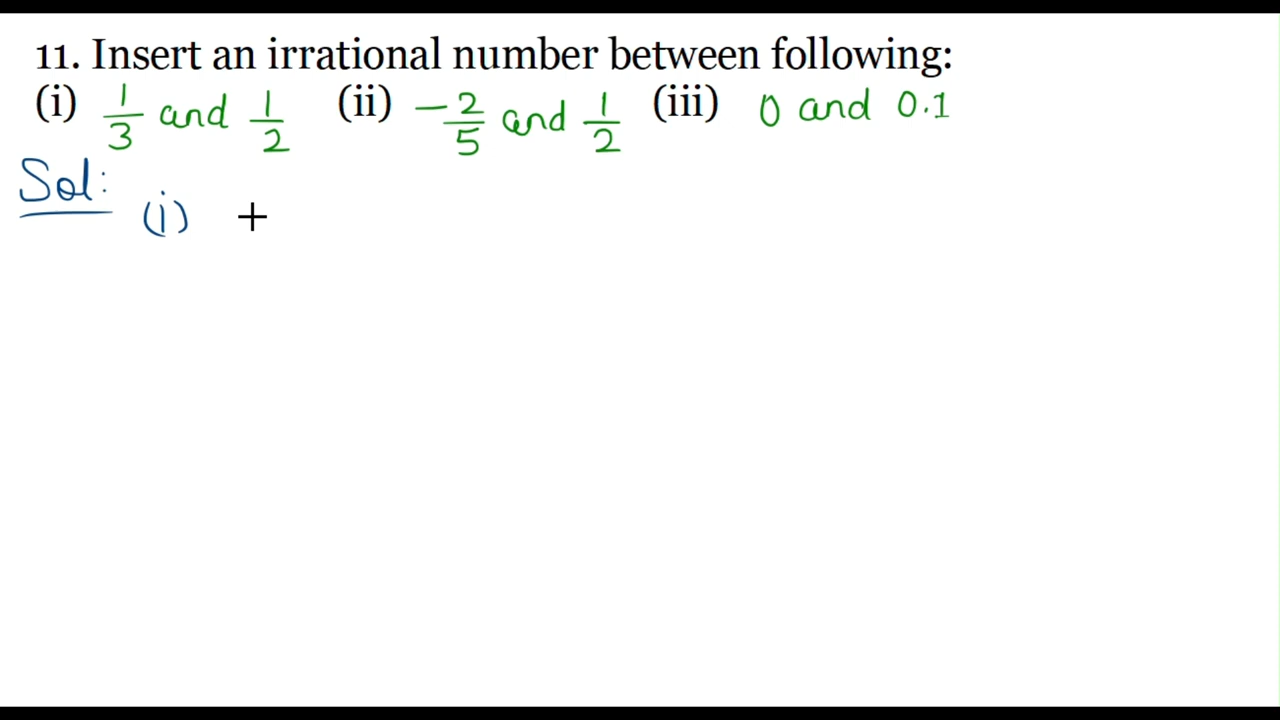 11. Insert an irrational number between following:
(i) 1/3 and 1/2 (ii) -2/5 and 1/2 (iii) 0 and 0.1
Sol:
(i) +